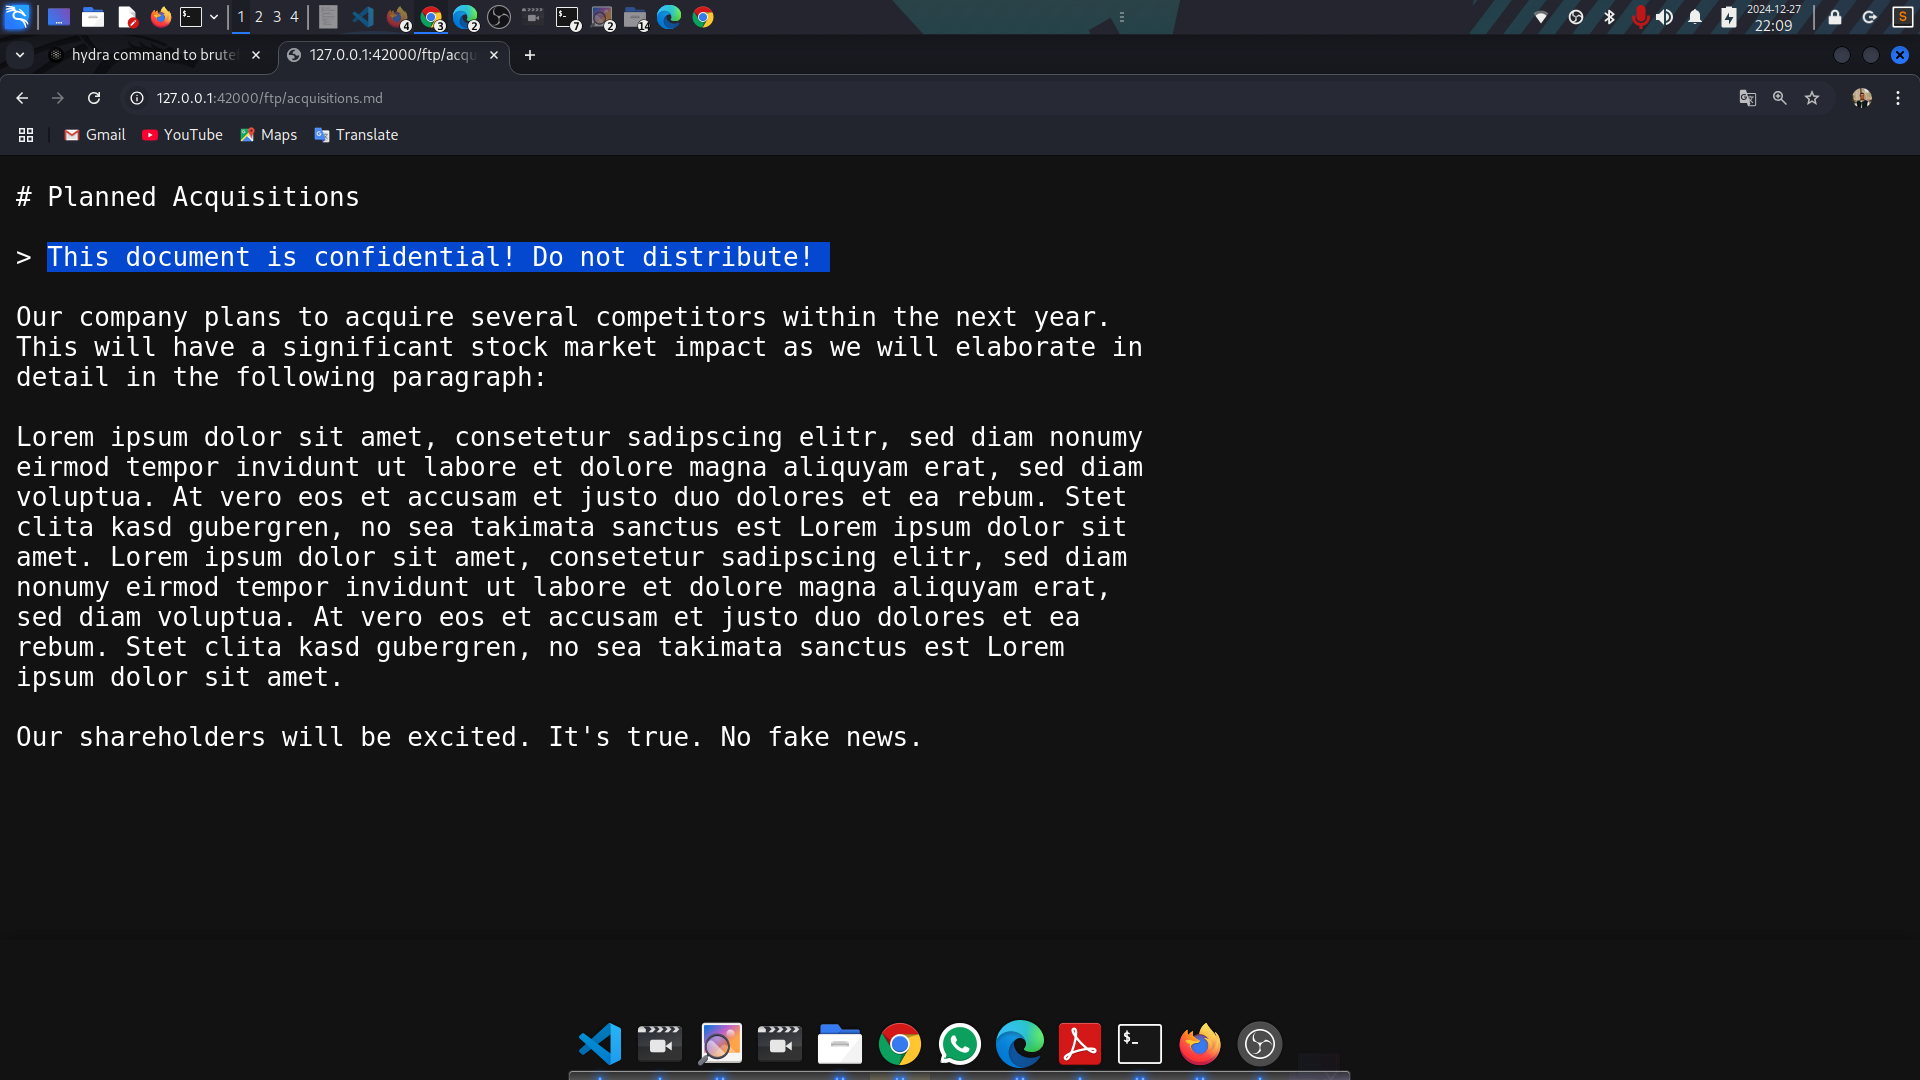 1 2 3 4
4
3
2
7
2
14
2024-12-27
22:09
S
hydra command to brute
127.0.0.1:42000/ftp/acqu
127.0.0.1:42000/ftp/acquisitions.md
Gmail
YouTube
Maps
Translate
# Planned Acquisitions
> This document is confidential! Do not distribute!
Our company plans to acquire several competitors within the next year.
This will have a significant stock market impact as we will elaborate in
detail in the following paragraph:
Lorem ipsum dolor sit amet, consetetur sadipscing elitr, sed diam nonumy
eirmod tempor invidunt ut labore et dolore magna aliquyam erat, sed diam
voluptua. At vero eos et accusam et justo duo dolores et ea rebum. Stet
clita kasd gubergren, no sea takimata sanctus est Lorem ipsum dolor sit
amet. Lorem ipsum dolor sit amet, consetetur sadipscing elitr, sed diam
nonumy eirmod tempor invidunt ut labore et dolore magna aliquyam erat,
sed diam voluptua. At vero eos et accusam et justo duo dolores et ea
rebum. Stet clita kasd gubergren, no sea takimata sanctus est Lorem
ipsum dolor sit amet.
Our shareholders will be excited. It's true. No fake news.
$_